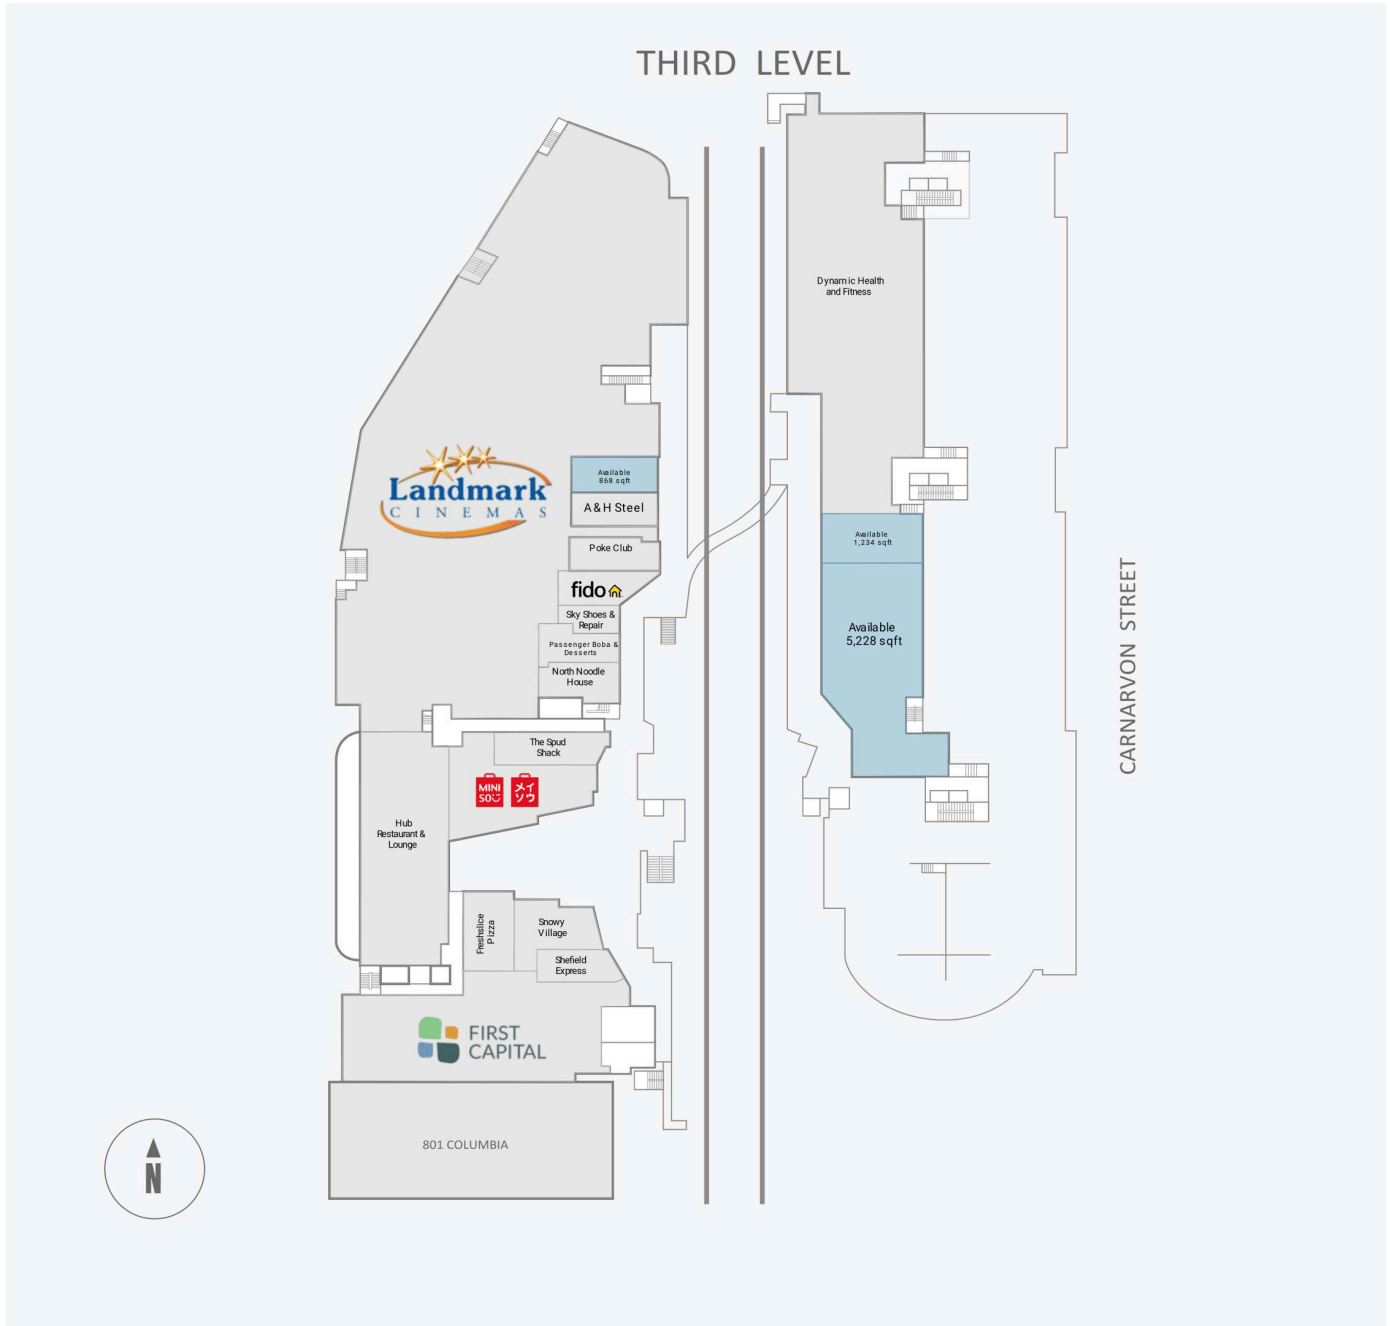 THIRD LEVEL
Dynamic Health
and Fitness
Landmark
CINEMAS
Available
868 sqft
A&H Steel
Poke Club
fido
Sky Shoes &
Repair
Passenger Boba &
Desserts
North Noodle
House
Available
1,234 sqft
Available
5,228 sqft
CARNARVON STREET
The Spud
Shack
MINI
SO
メイ
ソウ
Hub
Restaurant &
Lounge
Freshslice
Pizza
Snowy
Village
Shefield
Express
FIRST
CAPITAL
801 COLUMBIA
N